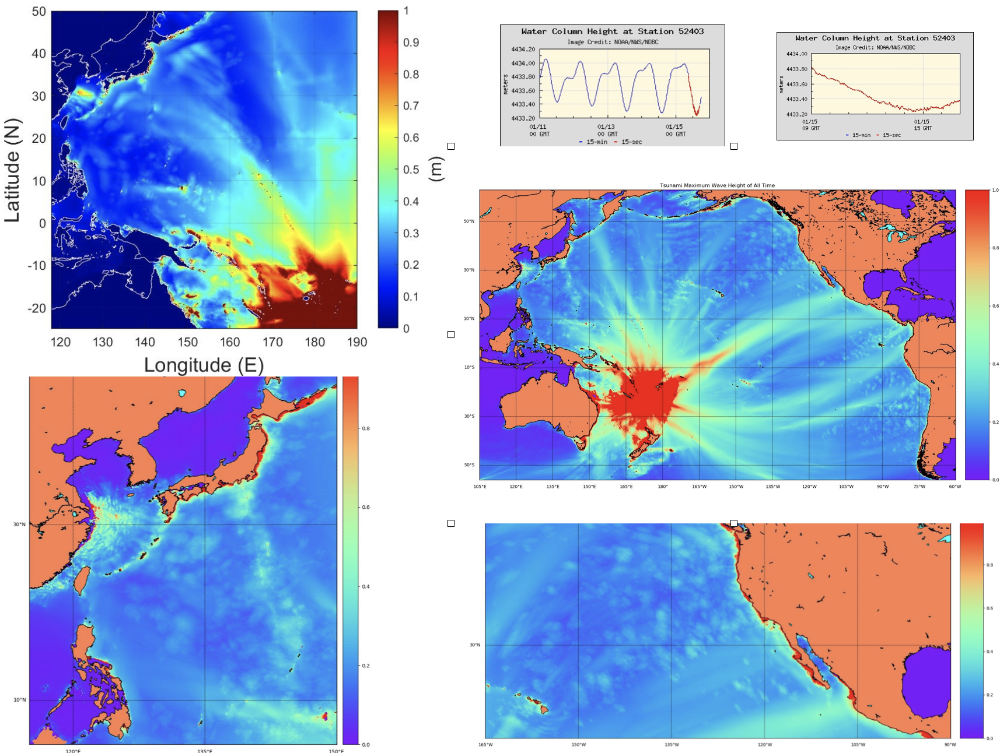 50
40
30
20
10
0
-10
-20
Latitude (N)
120 130 140 150 160 170 180 190
Longitude (E)
1
0.9
0.8
0.7
0.6
0.5
0.4
0.3
0.2
0.1
0
(m)
Water Column Height at Station 52403
Image Credit: NOAA/NWS/NDBC
4434.20
4434.00
4433.80
4433.60
4433.40
4433.20
meters
01/11 01/13 01/15
00 GMT 00 GMT 00 GMT
15-min 15-sec
Water Column Height at Station 52403
Image Credit: NOAA/NWS/NDBC
4434.00
4433.80
4433.60
4433.40
4433.20
meters
01/15 01/15
09 GMT 15 GMT
15-min 15-sec
Tsunami Maximum Wave Height of All Time
50°N
30°N
10°N
10°S
30°S
50°S
105°E 120°E 135°E 150°E 165°E 180° 165°W 150°W 135°W 120°W 105°W 90°W 75°W 60°W
1.0
0.8
0.6
0.4
0.2
0.0
30°N
10°N
120°E 135°E 150°E
0.8
0.6
0.4
0.2
0.0
30°N
165°W 150°W 135°W 120°W 105°W 90°W
0.8
0.6
0.4
0.2
0.0